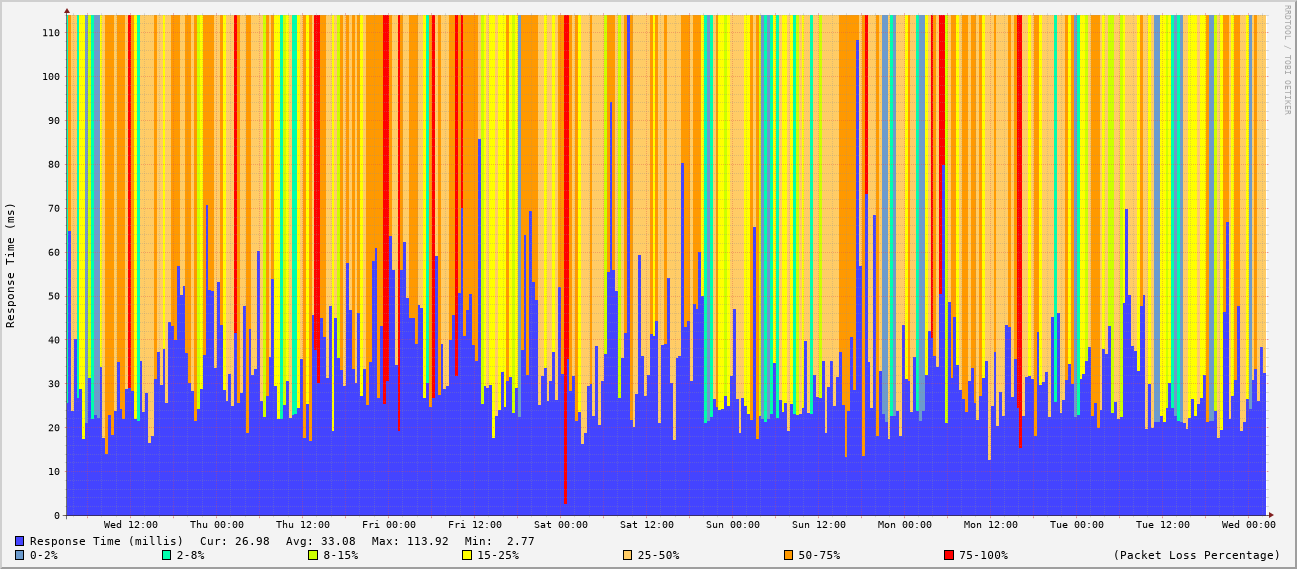 RRDTOOL / TOBI OETIKER
Response Time (ms)
110
100
90
80
70
60
50
40
30
20
10
0
Wed 12:00 Thu 00:00 Thu 12:00 Fri 00:00 Fri 12:00 Sat 00:00 Sat 12:00 Sun 00:00 Sun 12:00 Mon 00:00 Mon 12:00 Tue 00:00 Tue 12:00 Wed 00:00
Response Time (millis) Cur: 26.98 Avg: 33.08 Max: 113.92 Min: 2.77
0-2% 2-8% 8-15% 15-25% 25-50% 50-75% 75-100% (Packet Loss Percentage)